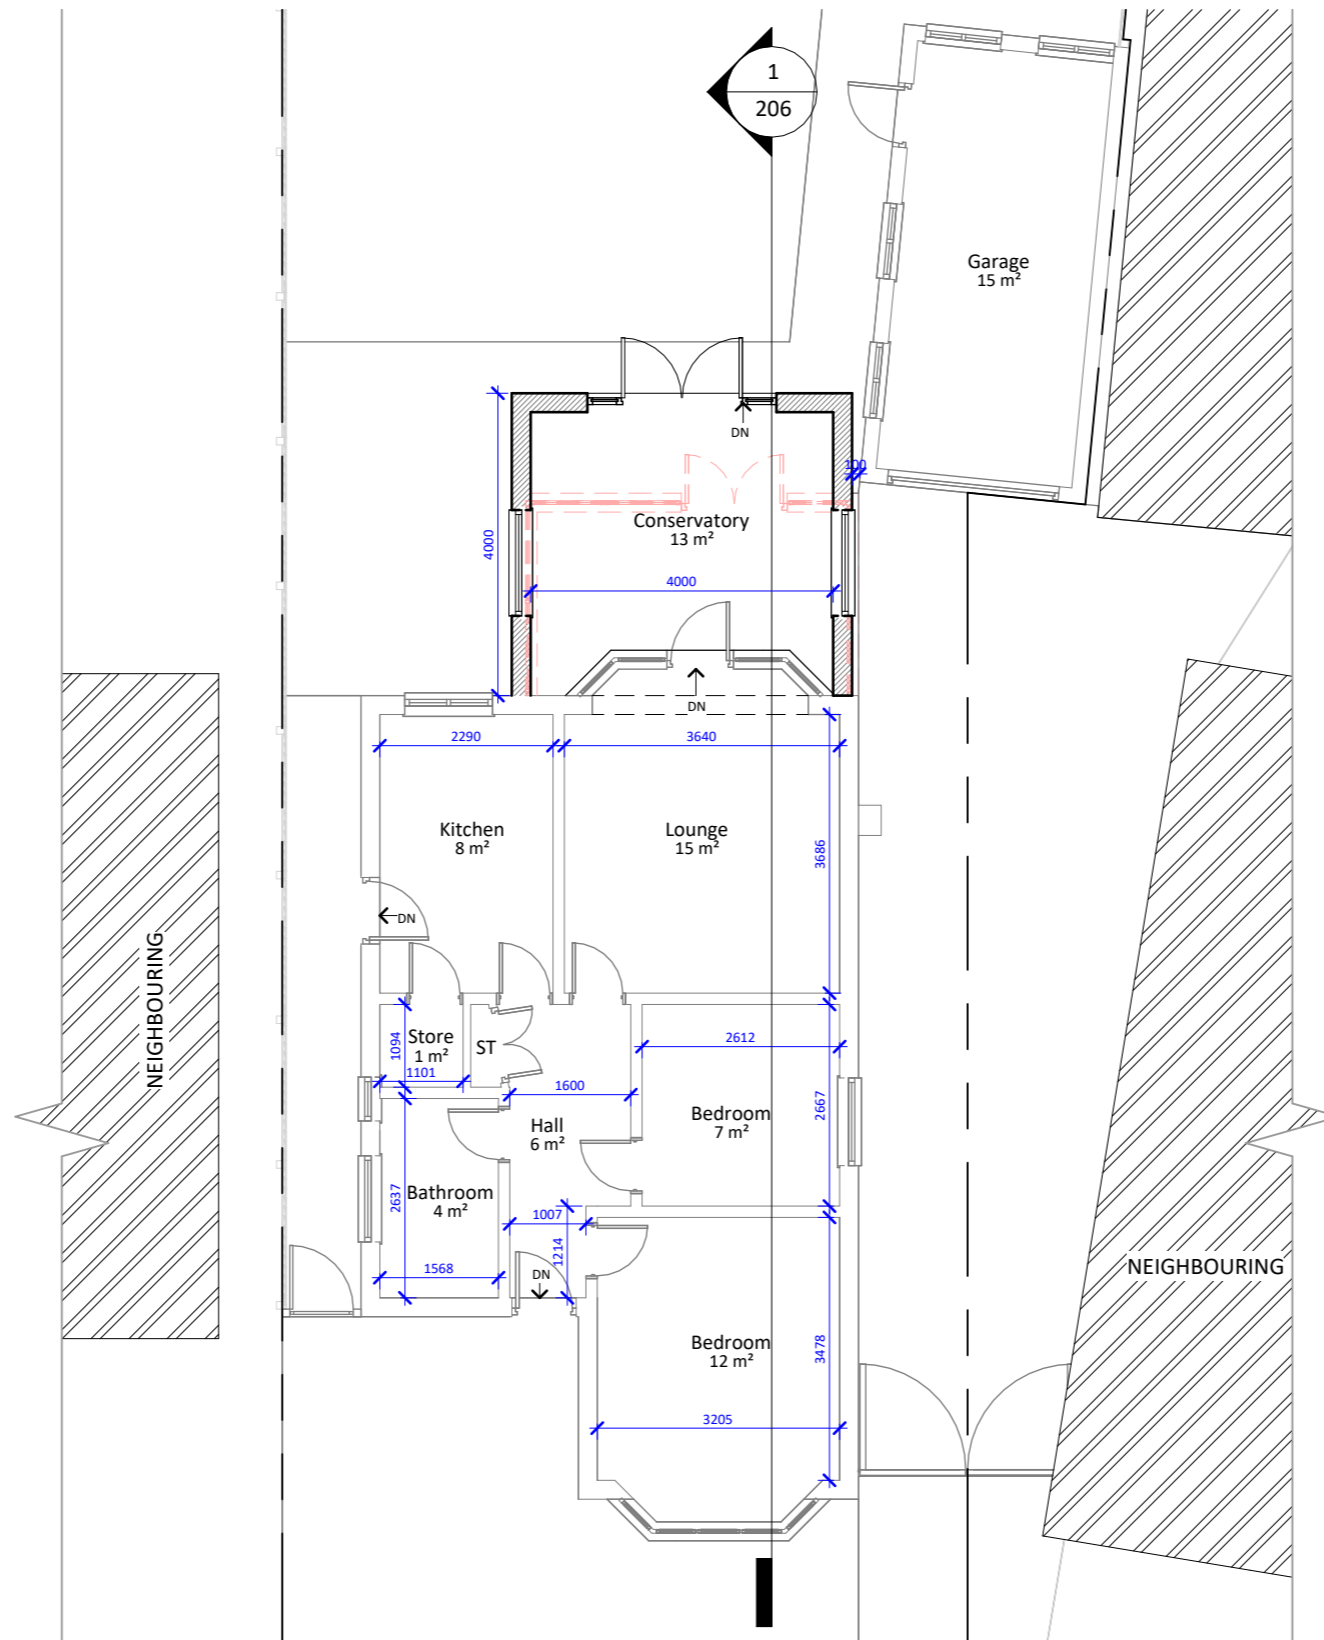 1
206
Garage
15 m²
DN
100
Conservatory
13 m²
4000
4000
DN
2290
3640
Kitchen
8 m²
Lounge
15 m²
3686
DN
NEIGHBOURING
Store
1 m²
1094
1101
ST
2612
1600
Hall
6 m²
Bedroom
7 m²
2667
Bathroom
4 m²
2637
1007
1214
1568
DN
NEIGHBOURING
Bedroom
12 m²
3478
3205